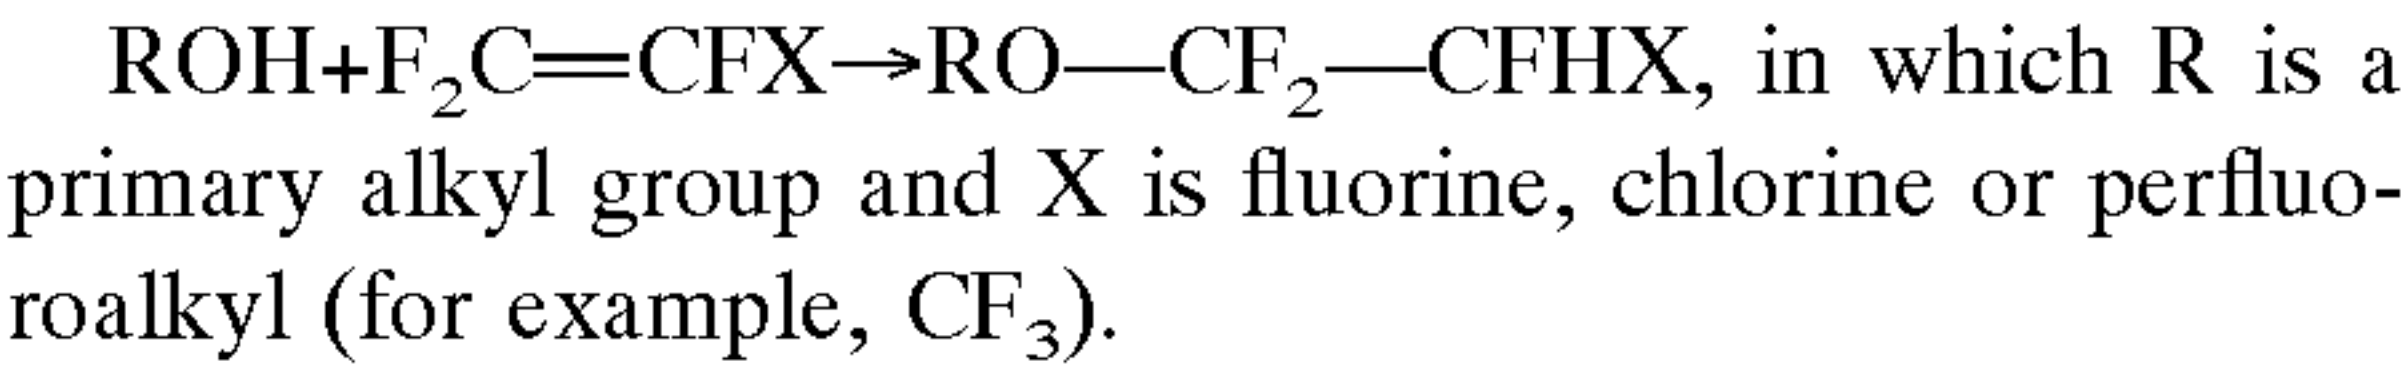 ROH+F₂C═CFX→RO—CF₂—CFHX, in which R is a
primary alkyl group and X is fluorine, chlorine or perfluo-
roalkyl (for example, CF₃).